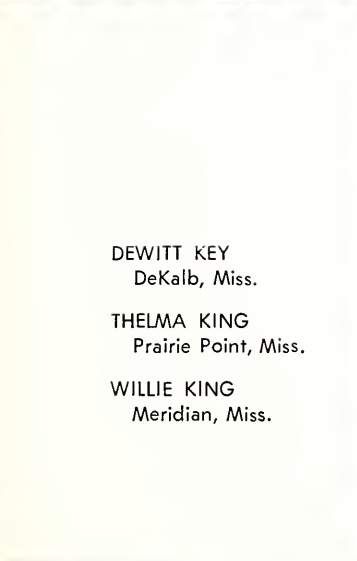 DEWITT KEY
DeKalb, Miss.
THELMA KING
Prairie Point, Miss.
WILLIE KING
Meridian, Miss.